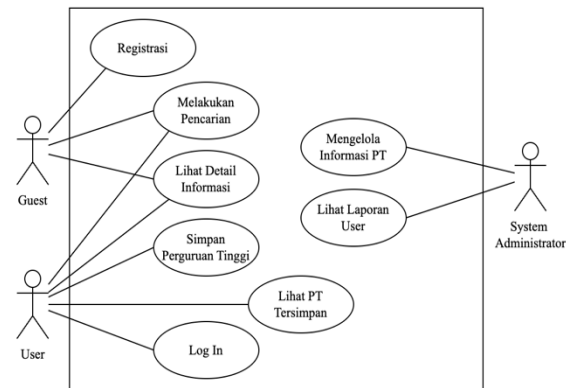 Registrasi
Melakukan
Pencarian
Lihat Detail
Informasi
Simpan
Perguruan Tinggi
Lihat PT
Tersimpan
Log In
Mengelola
Informasi PT
Lihat Laporan
User
Guest
User
System
Administrator